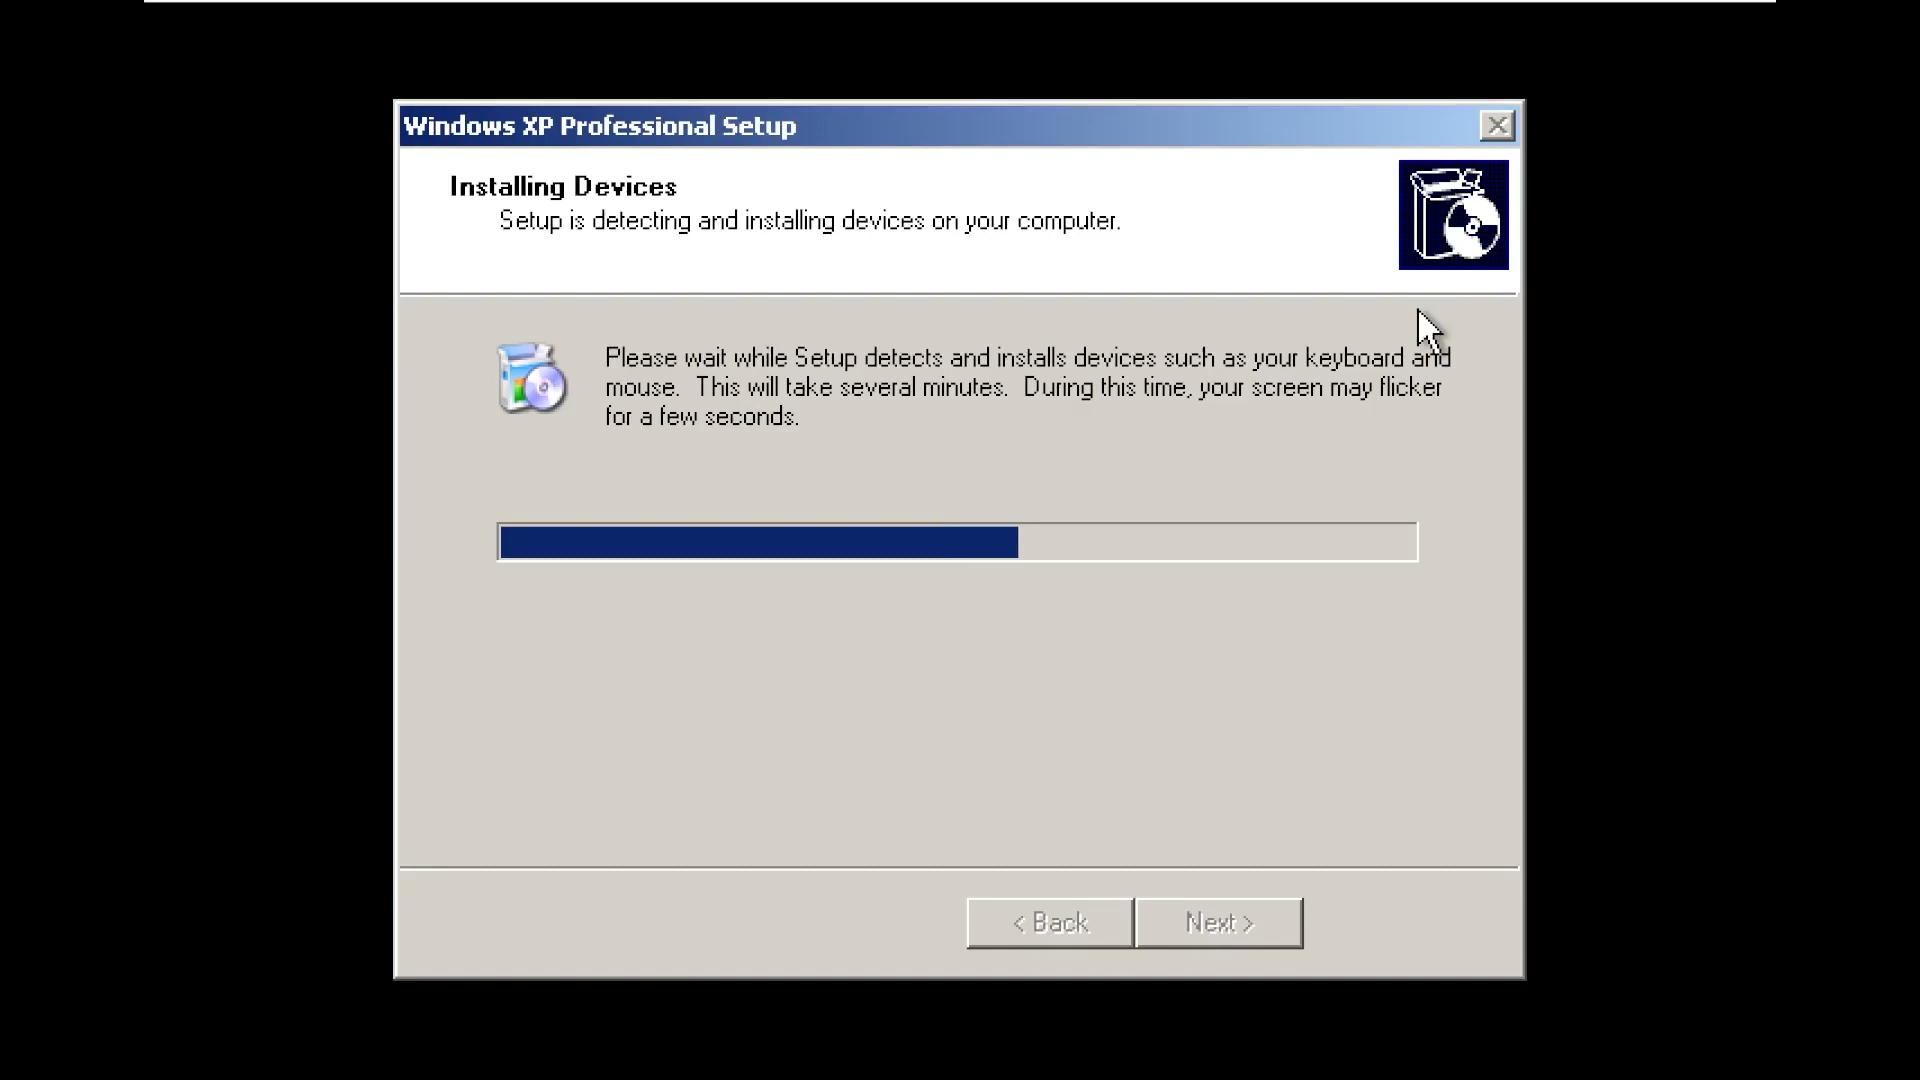 Windows XP Professional Setup
Installing Devices
Setup is detecting and installing devices on your computer.
Please wait while Setup detects and installs devices such as your keyboard and
mouse.  This will take several minutes.  During this time, your screen may flicker
for a few seconds.
< Back
Next >